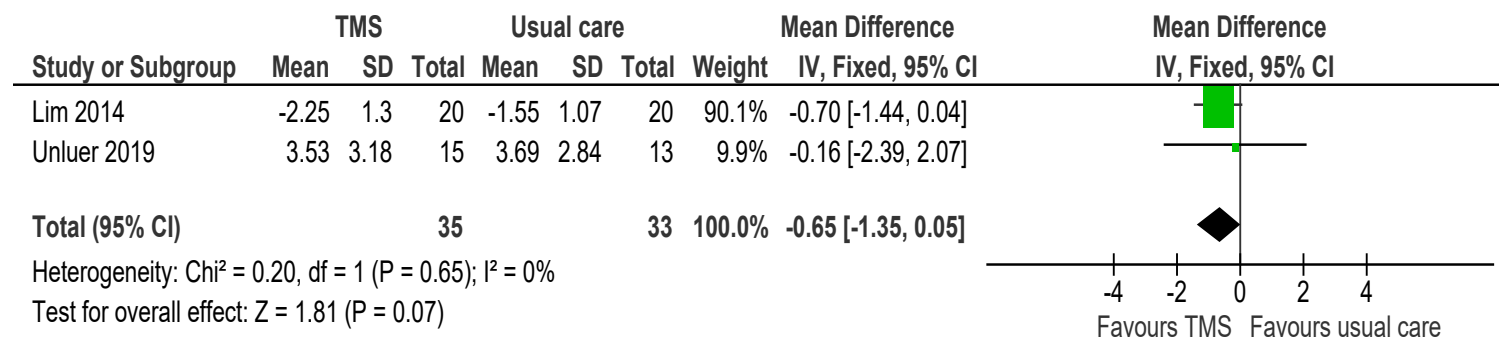 TMS Usual care Mean Difference Mean Difference
Study or Subgroup Mean SD Total Mean SD Total Weight IV, Fixed, 95% CI IV, Fixed, 95% CI
Lim 2014 -2.25 1.3 20 -1.55 1.07 20 90.1% -0.70 [-1.44, 0.04]
Unluer 2019 3.53 3.18 15 3.69 2.84 13 9.9% -0.16 [-2.39, 2.07]
Total (95% CI) 35 33 100.0% -0.65 [-1.35, 0.05]
Heterogeneity: Chi² = 0.20, df = 1 (P = 0.65); I² = 0%
Test for overall effect: Z = 1.81 (P = 0.07)
-4 -2 0 2 4
Favours TMS Favours usual care